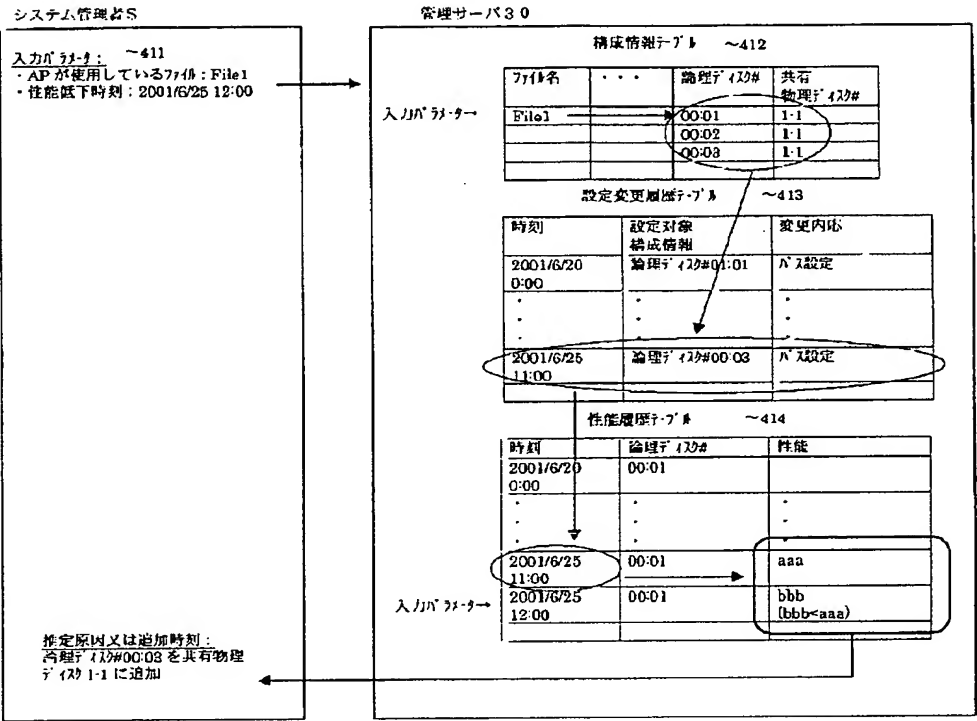 システム管理者S
管理サーバ30
入力パラメータ： ～411
・APが使用しているファイル：File1
・性能低下時刻：2001/6/25 12:00
構成情報テーブル ～412
ファイル名 ・・・ 論理ディスク# 共有
物理ディスク#
入力パラメータ→ File1 00:01 1-1
00:02 1-1
00:03 1-1
設定変更履歴テーブル ～413
時刻 設定対象 変更内応
構成情報
2001/6/20 論理ディスク#01:01 パス設定
0:00
2001/6/25 論理ディスク#00:03 パス設定
11:00
性能履歴テーブル ～414
時刻 論理ディスク# 性能
2001/6/20 00:01
0:00
2001/6/25 00:01 aaa
11:00
入力パラメータ→ 2001/6/25 00:01 bbb
12:00 (bbb<aaa)
推定原因又は追加時刻：
論理ディスク#00:03を共有物理
ディスク1-1に追加